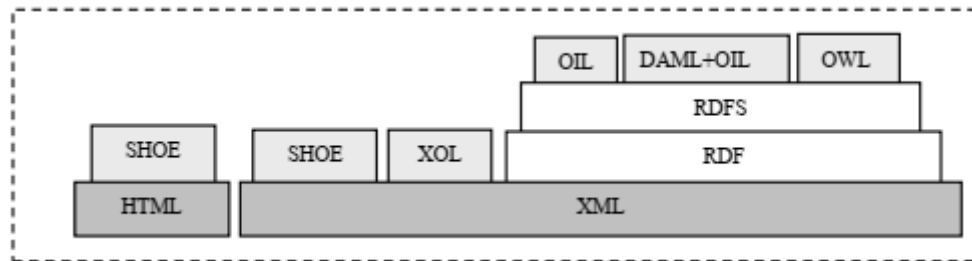 OIL DAML+OIL OWL
RDFS
SHOE SHOE XOL RDF
HTML XML